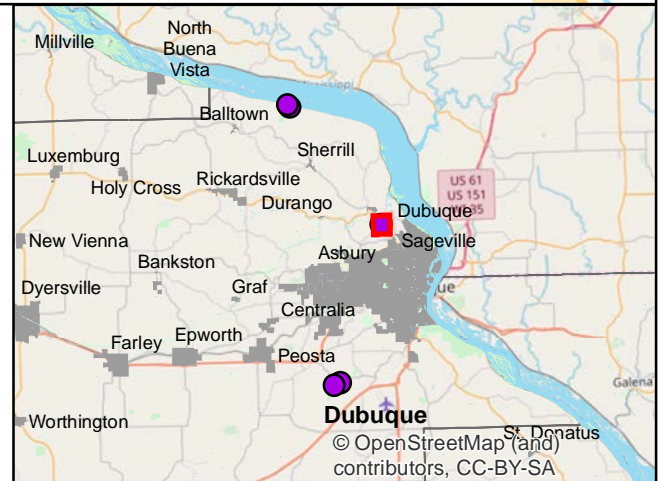 North
Buena
Vista
Millville
Mississippi
Balltown
Sherrill
Luxemburg
Holy Cross
Rickardsville
Durango
US 61
US 151
Dubuque
Sageville
New Vienna
Asbury
Bankston
Dyersville
Graf
Centralia
Farley
Epworth
Peosta
Galena
Dubuque
Worthington
St. Donatus
© OpenStreetMap (and)
contributors, CC-BY-SA